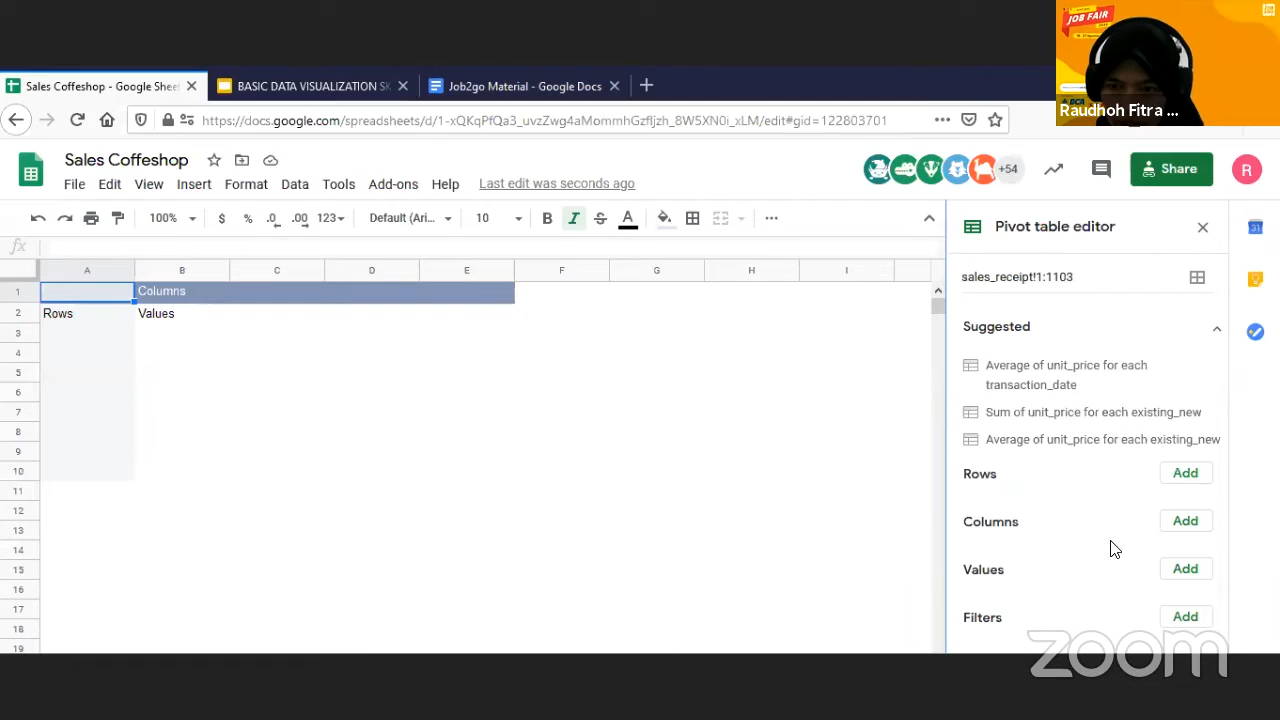 JOB FAIR
Raudhoh Fitra ...
Sales Coffeshop - Google Shee
BASIC DATA VISUALIZATION SK
Job2go Material - Google Docs
https://docs.google.com/spreadsheets/d/1-xQKqPfQa3_uvzZwg4aMommhGzfIjzh_8W5XN0i_xLM/edit#gid=122803701
Sales Coffeshop
+54
Share
R
File Edit View Insert Format Data Tools Add-ons Help Last edit was seconds ago
100% $ % .0 .00 123 Default (Ari... 10 B I S A
fx
Pivot table editor
31
A B C D E F G H I
sales_receipt!1:1103
1 Columns
2 Rows Values
3
4
5
6
7
8
9
10
11
12
13
14
15
16
17
18
19
Suggested
Average of unit_price for each
transaction_date
Sum of unit_price for each existing_new
Average of unit_price for each existing_new
Rows Add
Columns Add
Values Add
Filters Add
zoom